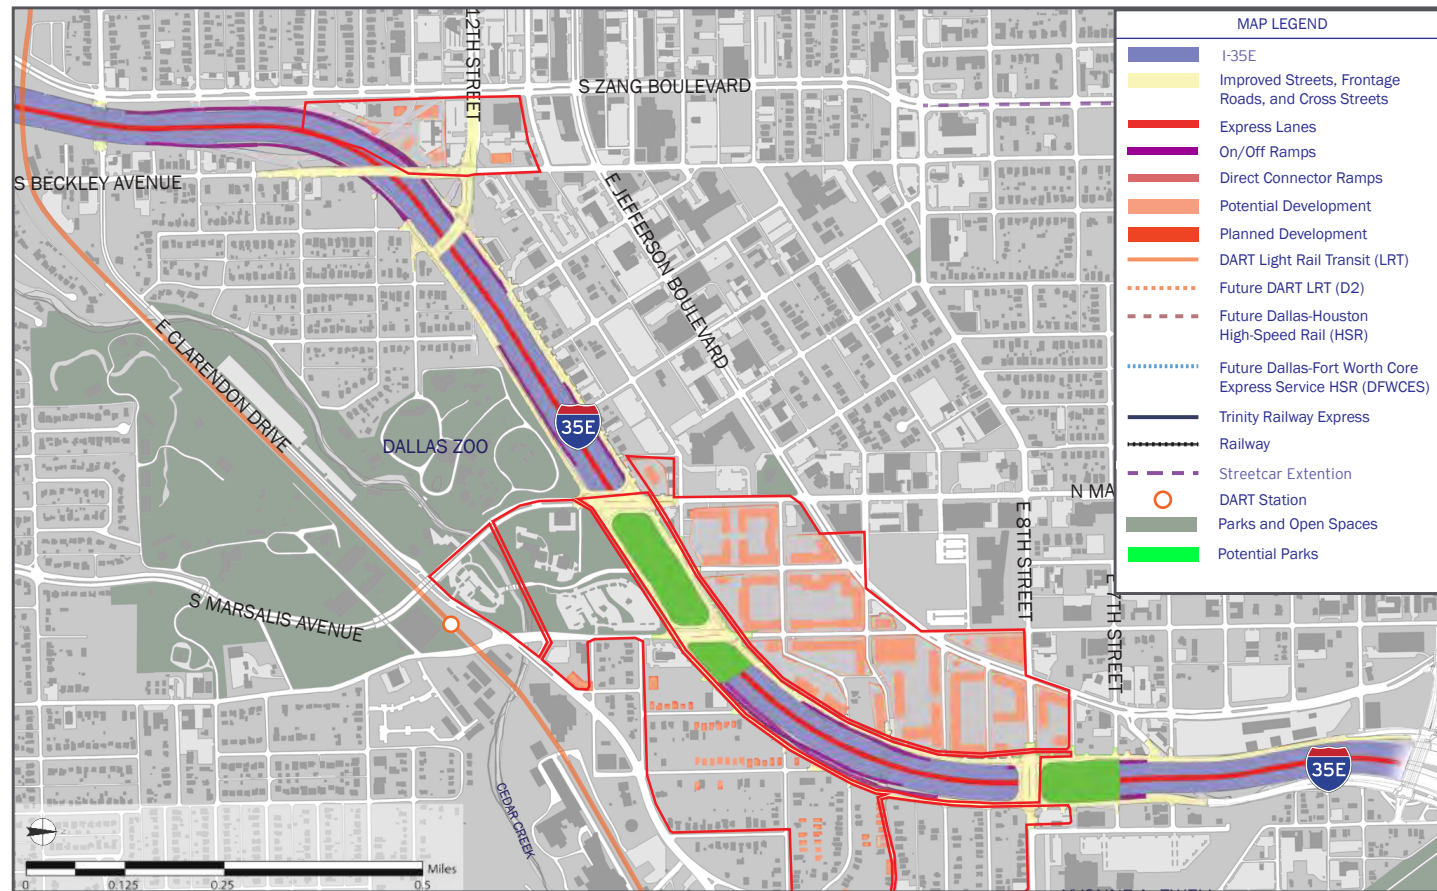 12TH STREET
S ZANG BOULEVARD
S BECKLEY AVENUE
E JEFFERSON BOULEVARD
E CLARENDON DRIVE
DALLAS ZOO
35E
S MARSALIS AVENUE
N MA
E 8TH STREET
E 7TH STREET
35E
CEDAR CREEK
Miles
0
0.125
0.25
0.5
MAP LEGEND
I-35E
Improved Streets, Frontage
Roads, and Cross Streets
Express Lanes
On/Off Ramps
Direct Connector Ramps
Potential Development
Planned Development
DART Light Rail Transit (LRT)
Future DART LRT (D2)
Future Dallas-Houston
High-Speed Rail (HSR)
Future Dallas-Fort Worth Core
Express Service HSR (DFWCES)
Trinity Railway Express
Railway
Streetcar Extention
DART Station
Parks and Open Spaces
Potential Parks